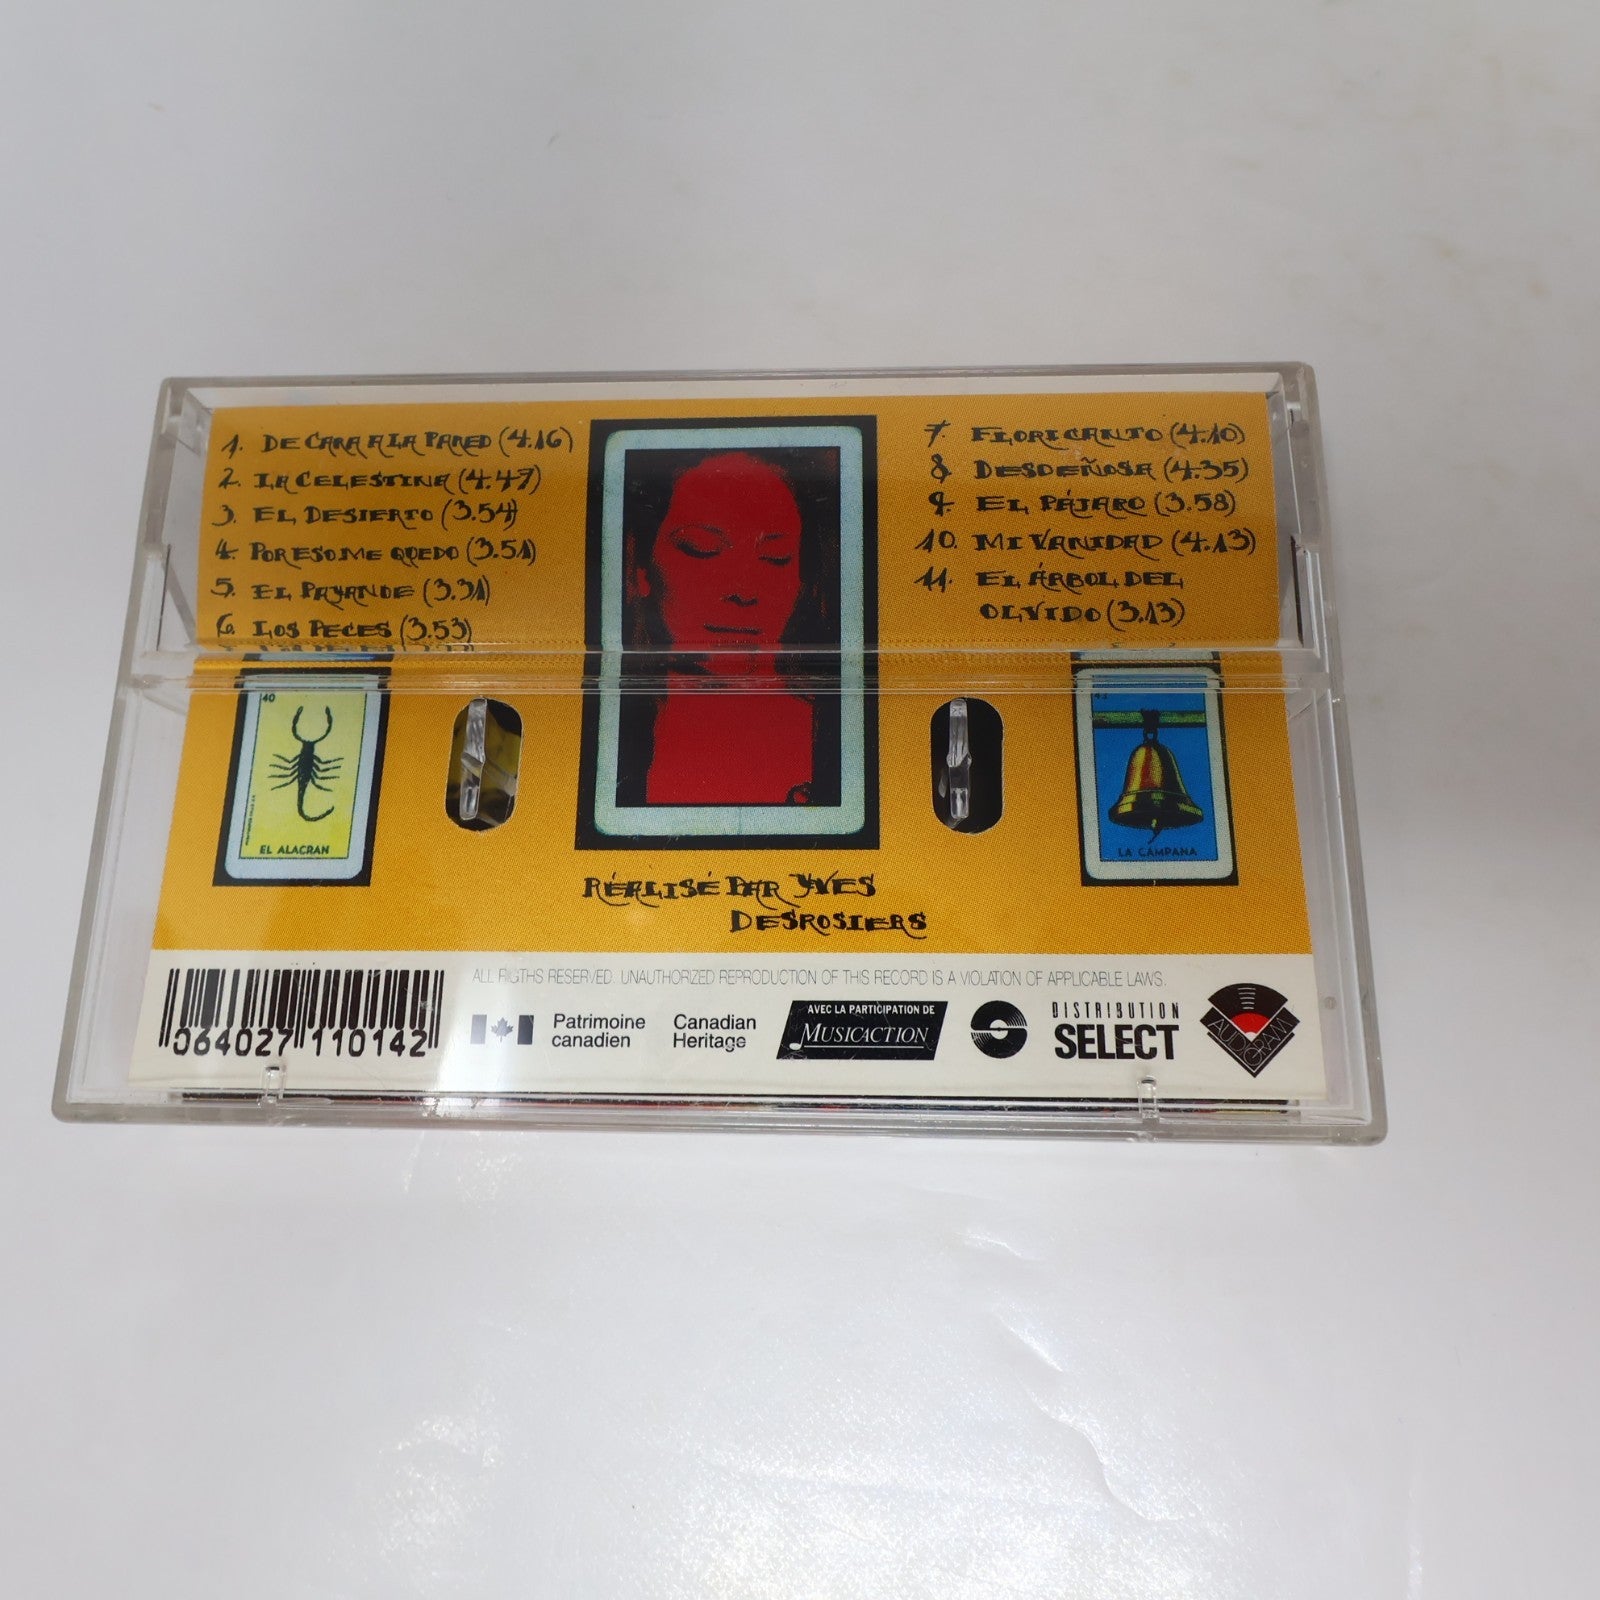 1. DE CARA A LA PARED (4.16)
2. LA CELESTINA (4.47)
3. EL DESIERTO (3.54)
4. POR ESO ME QUEDO (3.51)
5. EL PAYANDE (3.31)
6. LOS PECES (3.53)
7. FLORICANTO (4.10)
8. DESDEÑOSA (4.35)
9. EL PÁJARO (3.58)
10. MI VANIDAD (4.13)
11. EL ÁRBOL DEL
OLVIDO (3.13)
40
EL ALACRAN
LA CAMPANA
RÉALISÉ PAR YVES
DESROSIERS
ALL RIGTHS RESERVED. UNAUTHORIZED REPRODUCTION OF THIS RECORD IS A VIOLATION OF APPLICABLE LAWS.
064027 110142
Patrimoine
canadien
Canadian
Heritage
AVEC LA PARTICIPATION DE
MUSICACTION
DISTRIBUTION
SELECT
AUDIOGRAM